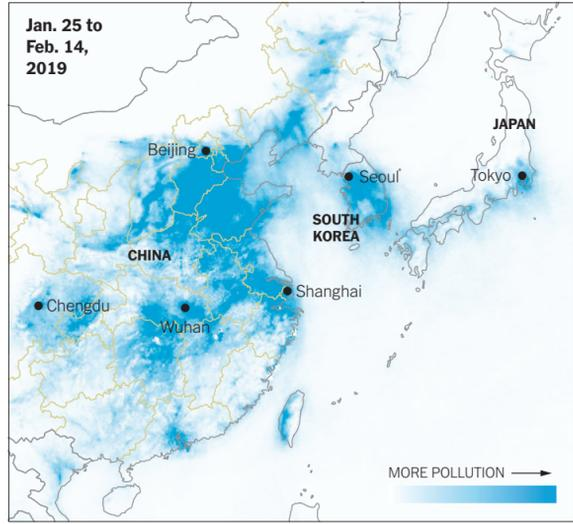 Jan. 25 to
Feb. 14,
2019
JAPAN
Beijing
Seoul
Tokyo
SOUTH
KOREA
CHINA
Shanghai
Chengdu
Wuhan
MORE POLLUTION